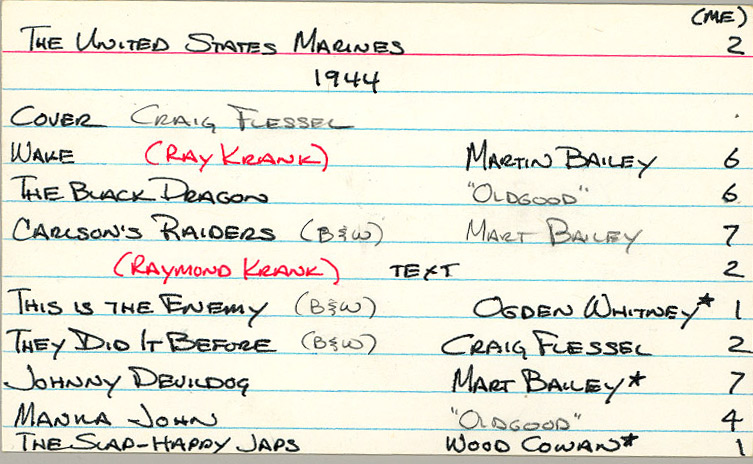 (ME)
THE UNITED STATES MARINES 2
1944
COVER CRAIG FLESSEL
WAKE (RAY KRANK) MARTIN BAILEY 6
THE BLACK DRAGON "OLDGOOD" 6
CARLSON'S RAIDERS (B&W) MART BAILEY 7
(RAYMOND KRANK) TEXT 2
THIS IS THE ENEMY (B&W) OGDEN WHITNEY* 1
THEY DID IT BEFORE (B&W) CRAIG FLESSEL 2
JOHNNY DEVILDOG MART BAILEY* 7
MANILA JOHN "OLDGOOD" 4
THE SLAP-HAPPY JAPS WOOD COWAN* 1